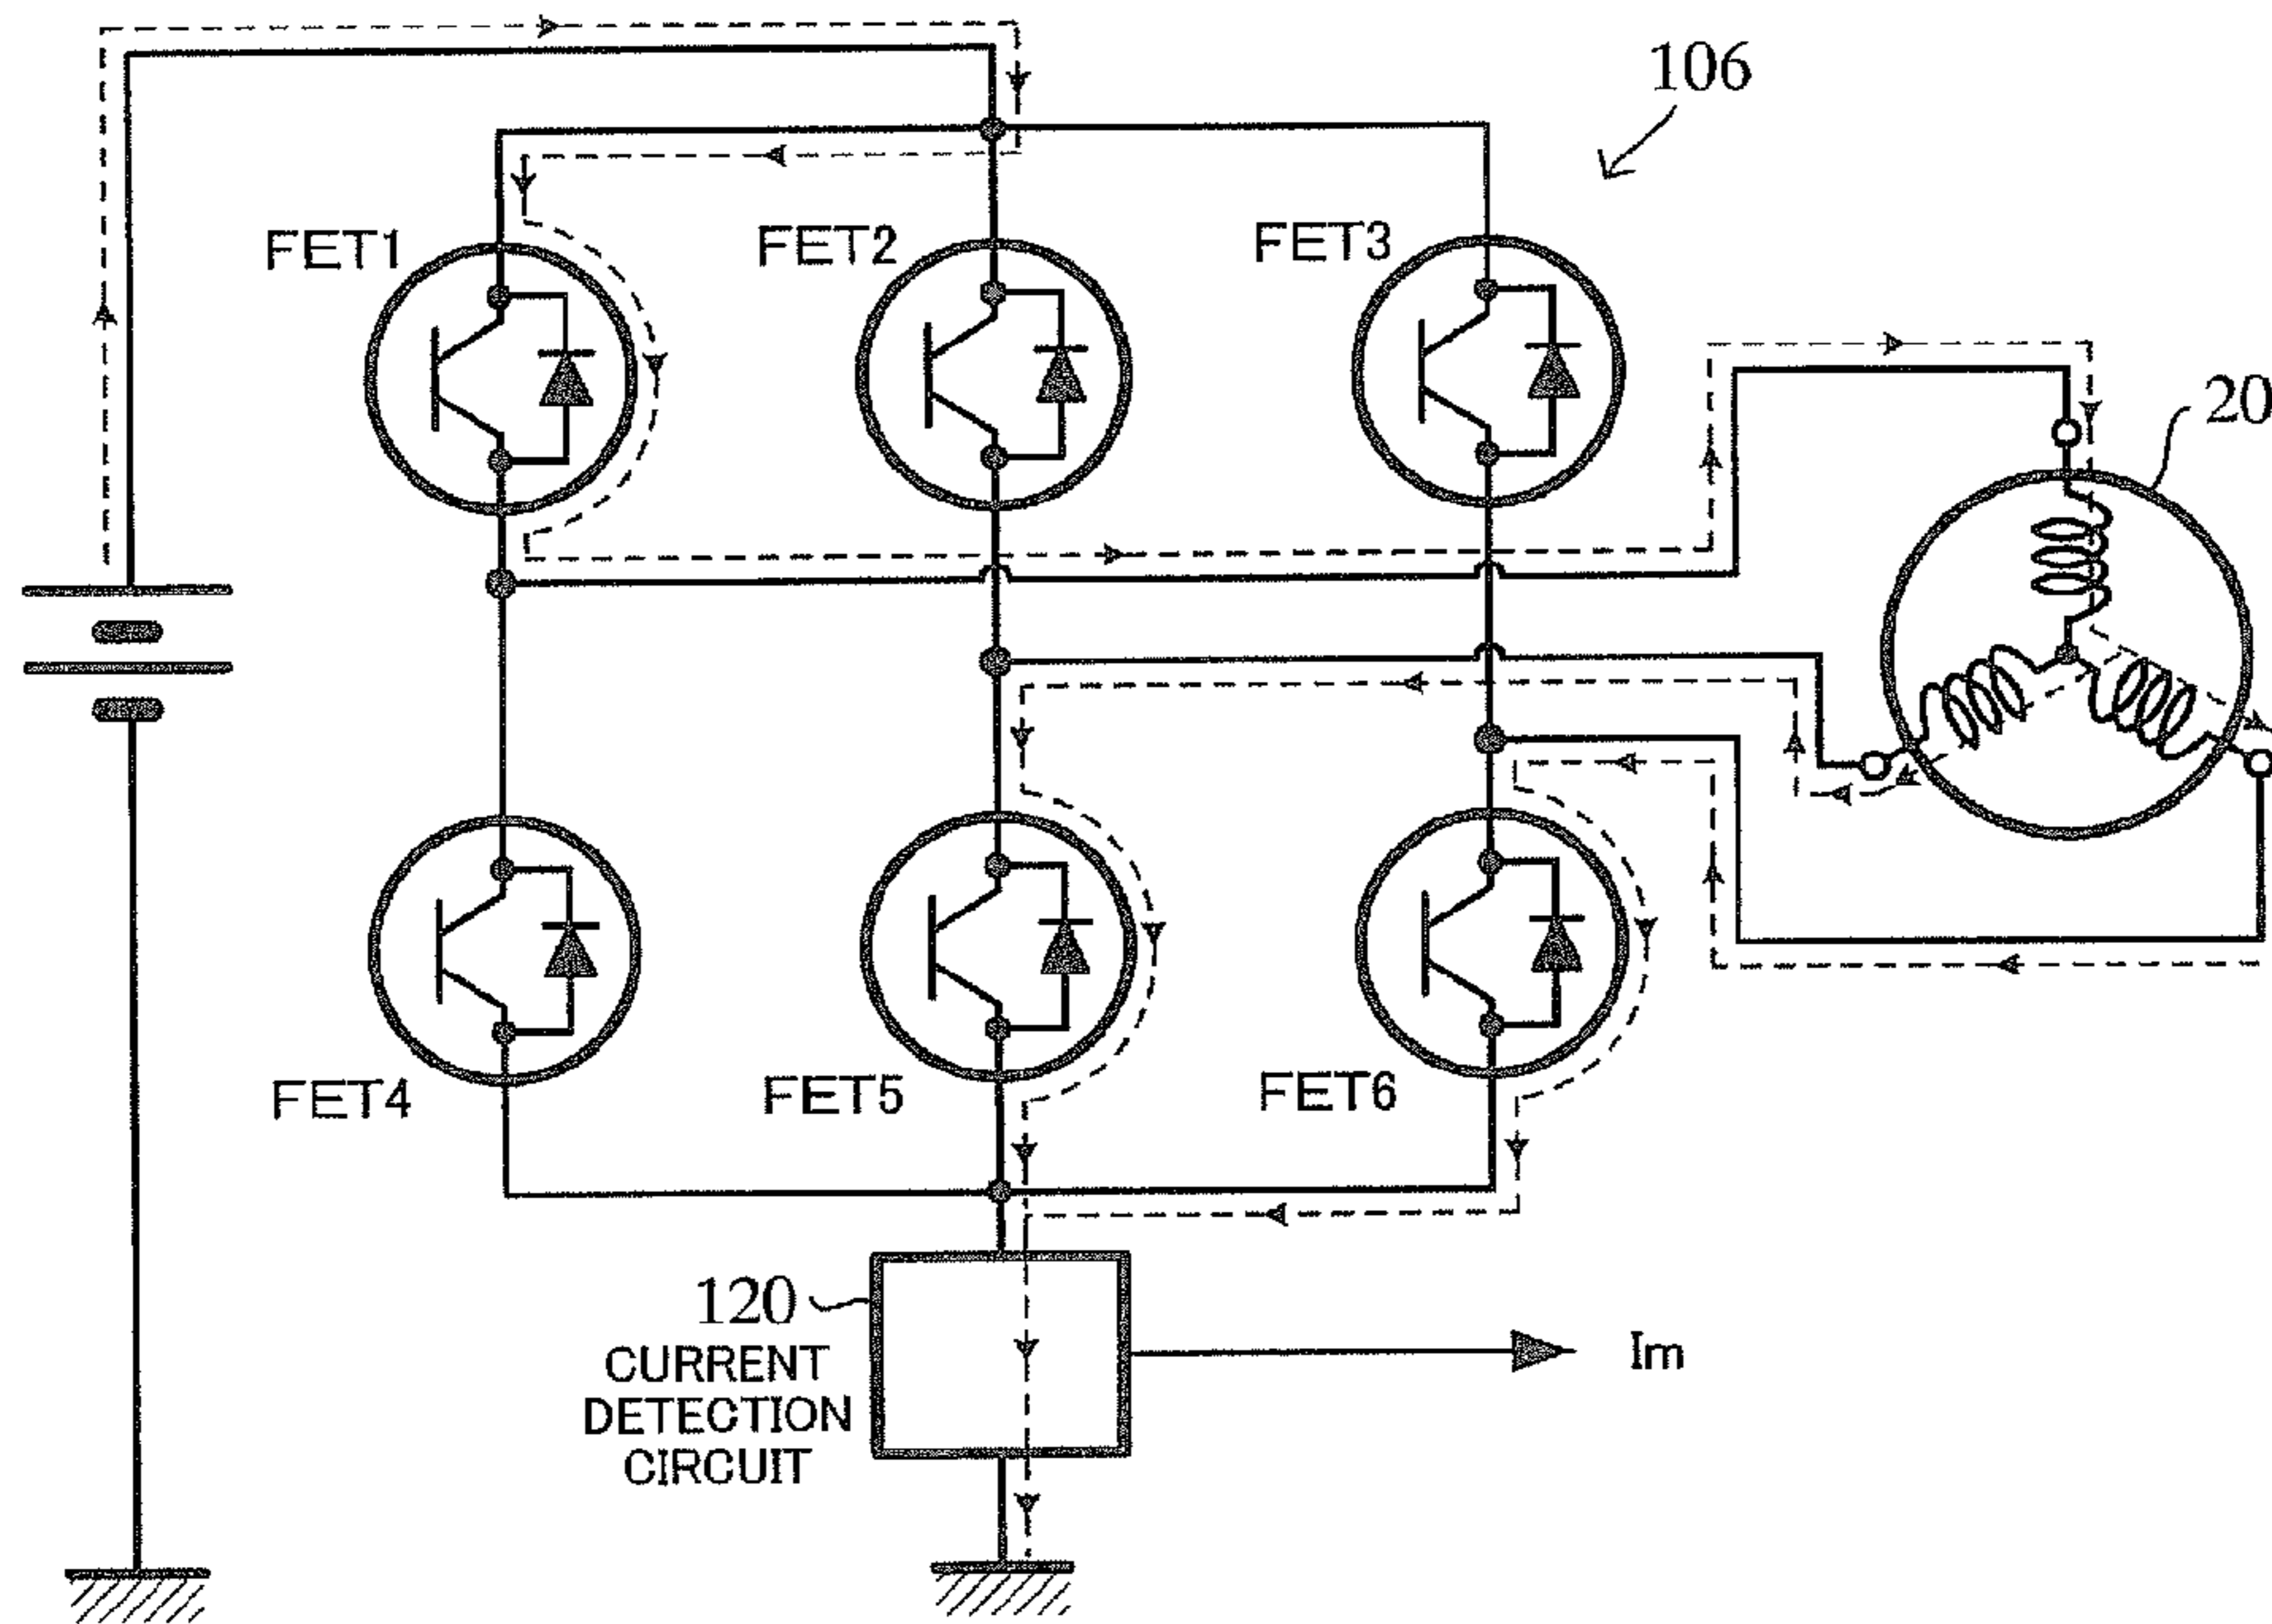 106
FET1
FET2
FET3
20
FET4
FET5
FET6
120
CURRENT
DETECTION
CIRCUIT
Im